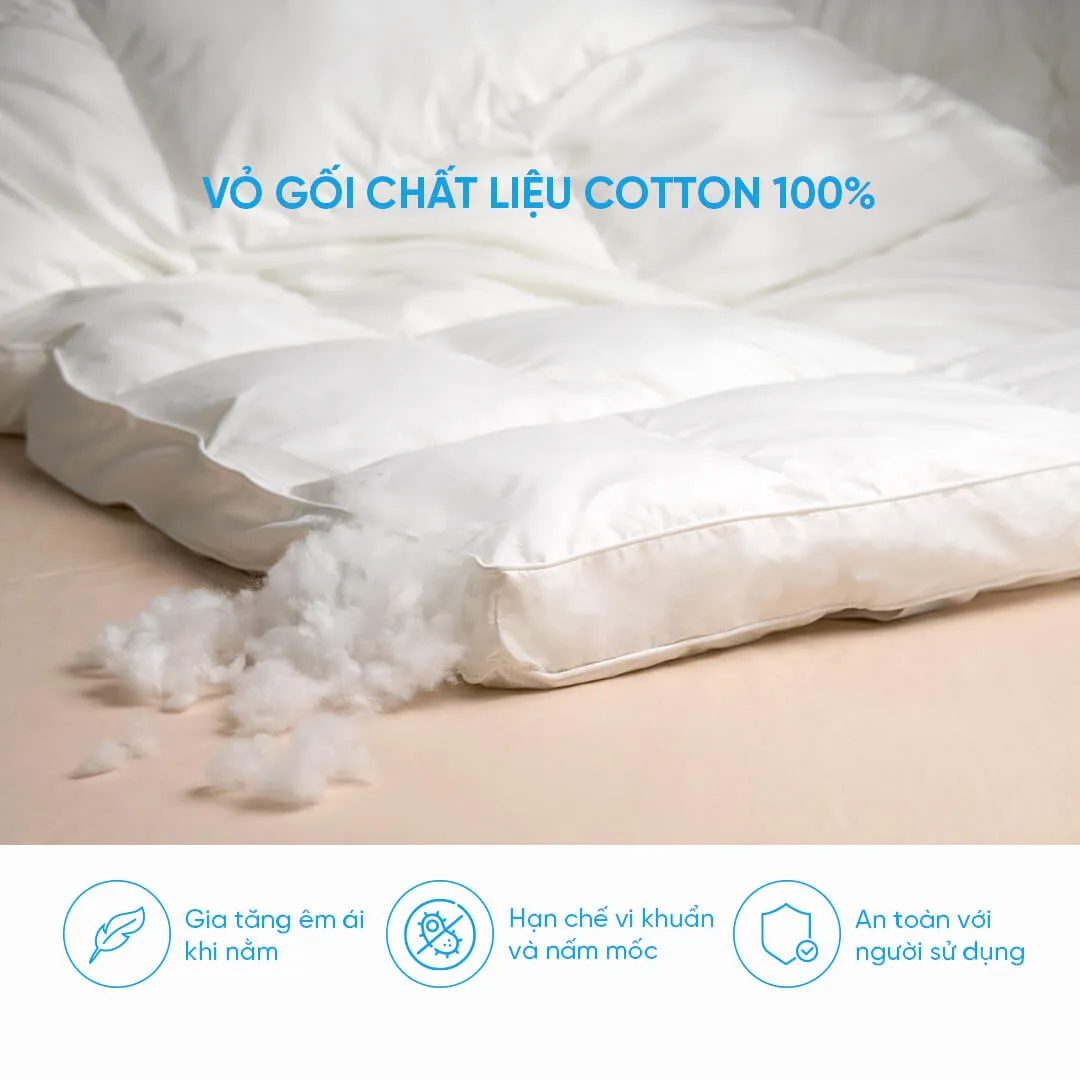 VỎ GỐI CHẤT LIỆU COTTON 100%
Gia tăng êm ái
khi nằm
Hạn chế vi khuẩn
và nấm mốc
An toàn với
người sử dụng